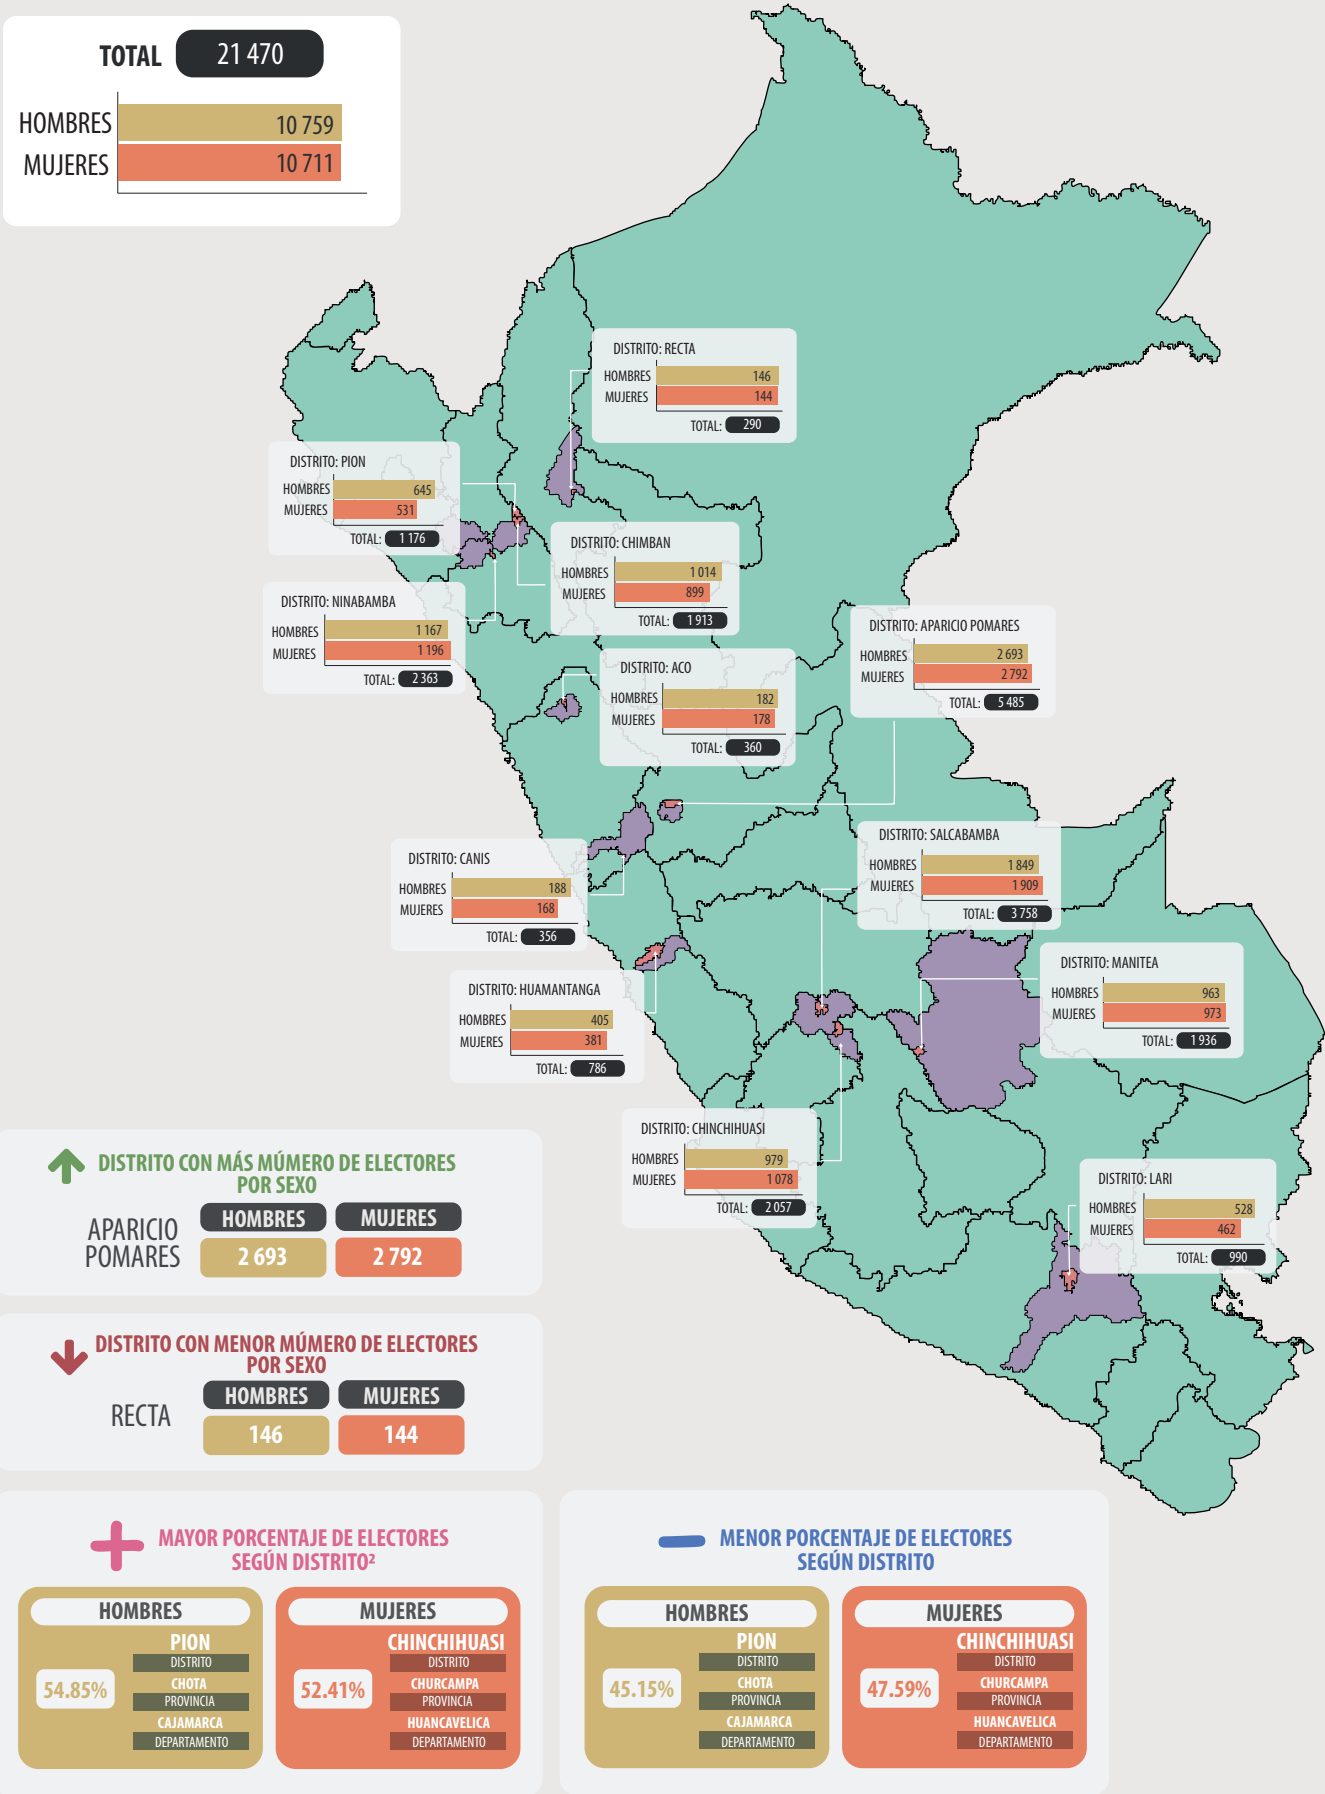 TOTAL 21 470
HOMBRES 10 759
MUJERES 10 711
DISTRITO: RECTA
HOMBRES 146
MUJERES 144
TOTAL: 290
DISTRITO: PION
HOMBRES 645
MUJERES 531
TOTAL: 1 176
DISTRITO: CHIMBAN
HOMBRES 1 014
MUJERES 899
TOTAL: 1 913
DISTRITO: NINABAMBA
HOMBRES 1 167
MUJERES 1 196
TOTAL: 2 363
DISTRITO: APARICIO POMARES
HOMBRES 2 693
MUJERES 2 792
TOTAL: 5 485
DISTRITO: ACO
HOMBRES 182
MUJERES 178
TOTAL: 360
DISTRITO: SALCABAMBA
HOMBRES 1 849
MUJERES 1 909
TOTAL: 3 758
DISTRITO: CANIS
HOMBRES 188
MUJERES 168
TOTAL: 356
DISTRITO: MANITEA
HOMBRES 963
MUJERES 973
TOTAL: 1 936
DISTRITO: HUAMANTANGA
HOMBRES 405
MUJERES 381
TOTAL: 786
DISTRITO: CHINCHIHUASI
HOMBRES 979
MUJERES 1 078
TOTAL: 2 057
DISTRITO: LARI
HOMBRES 528
MUJERES 462
TOTAL: 990
DISTRITO CON MÁS MÚMERO DE ELECTORES
POR SEXO
APARICIO
POMARES
HOMBRES MUJERES
2 693 2 792
DISTRITO CON MENOR MÚMERO DE ELECTORES
POR SEXO
RECTA
HOMBRES MUJERES
146 144
MAYOR PORCENTAJE DE ELECTORES
SEGÚN DISTRITO²
HOMBRES
54.85%
PION
DISTRITO
CHOTA
PROVINCIA
CAJAMARCA
DEPARTAMENTO
MUJERES
52.41%
CHINCHIHUASI
DISTRITO
CHURCAMPA
PROVINCIA
HUANCAVELICA
DEPARTAMENTO
MENOR PORCENTAJE DE ELECTORES
SEGÚN DISTRITO
HOMBRES
45.15%
PION
DISTRITO
CHOTA
PROVINCIA
CAJAMARCA
DEPARTAMENTO
MUJERES
47.59%
CHINCHIHUASI
DISTRITO
CHURCAMPA
PROVINCIA
HUANCAVELICA
DEPARTAMENTO